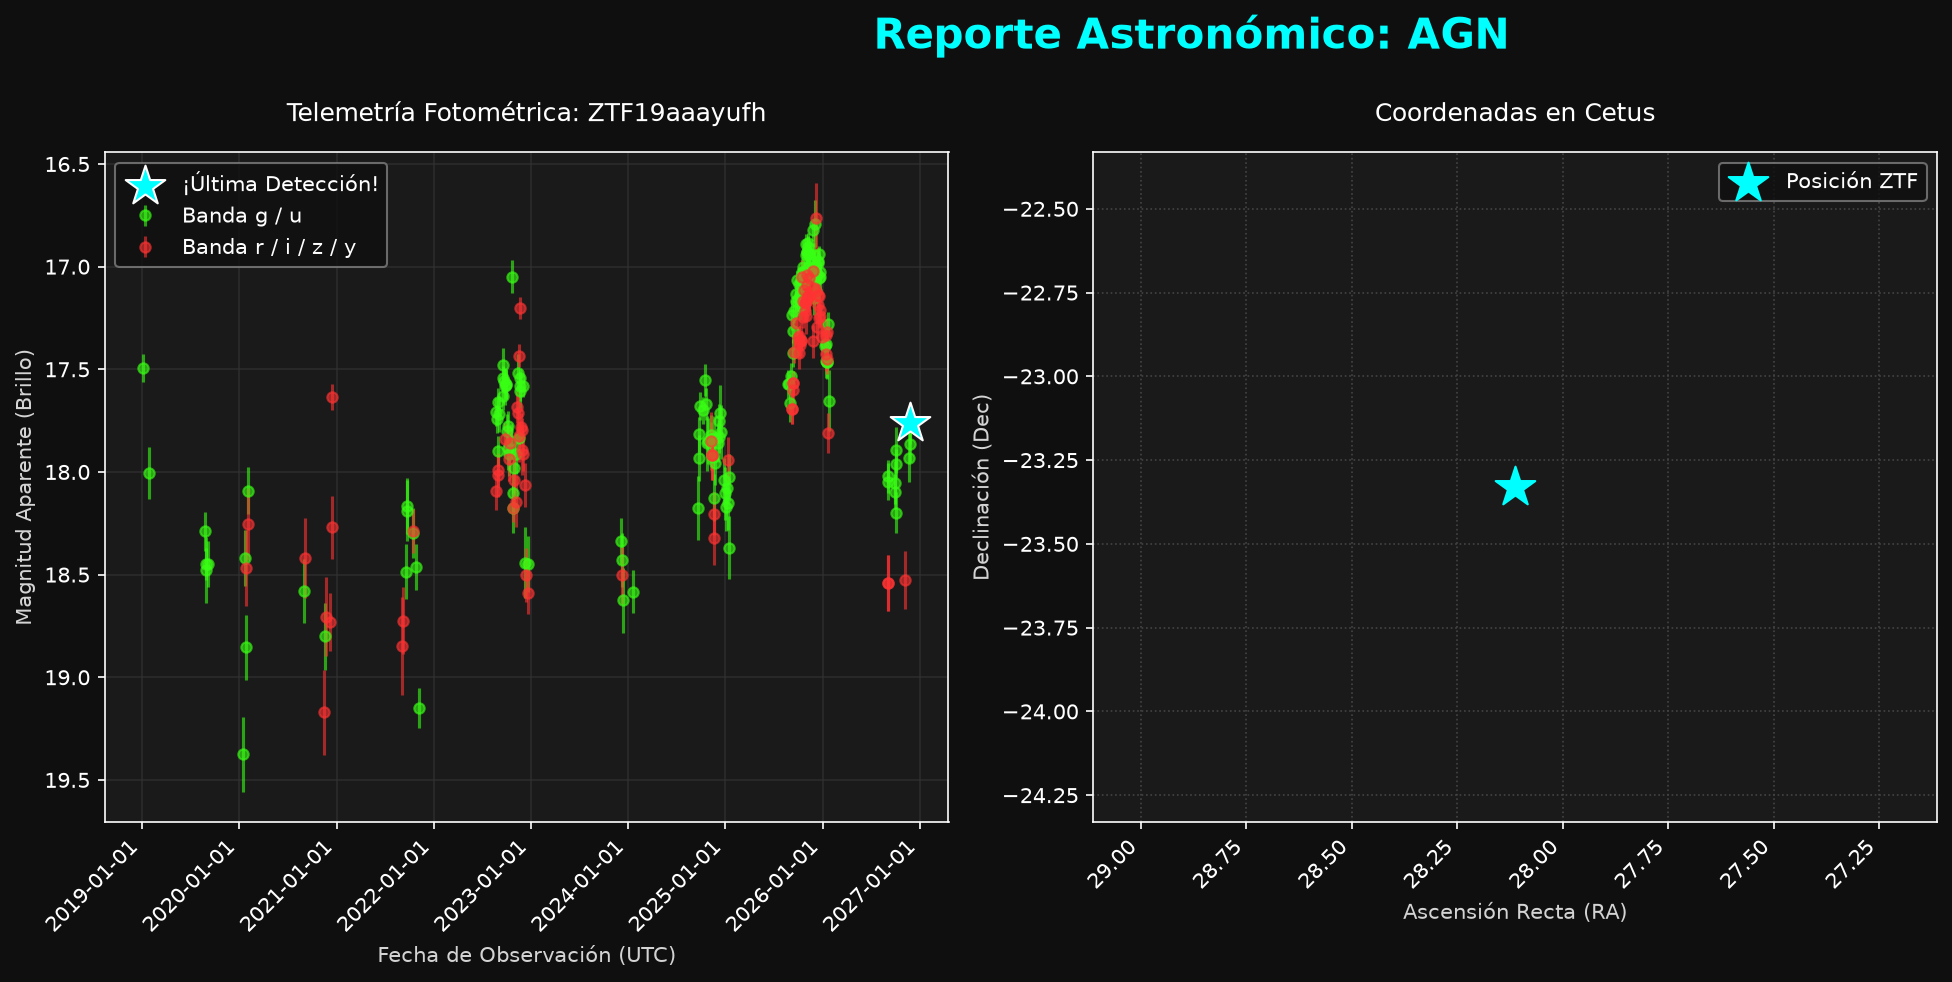 Reporte Astronómico: AGN
Telemetría Fotométrica: ZTF19aaayufh
¡Última Detección!
Banda g / u
Banda r / i / z / y
Magnitud Aparente (Brillo)
16.5
17.0
17.5
18.0
18.5
19.0
19.5
2019-01-01
2020-01-01
2021-01-01
2022-01-01
2023-01-01
2024-01-01
2025-01-01
2026-01-01
2027-01-01
Fecha de Observación (UTC)
Coordenadas en Cetus
Posición ZTF
Declinación (Dec)
−22.50
−22.75
−23.00
−23.25
−23.50
−23.75
−24.00
−24.25
29.00
28.75
28.50
28.25
28.00
27.75
27.50
27.25
Ascensión Recta (RA)